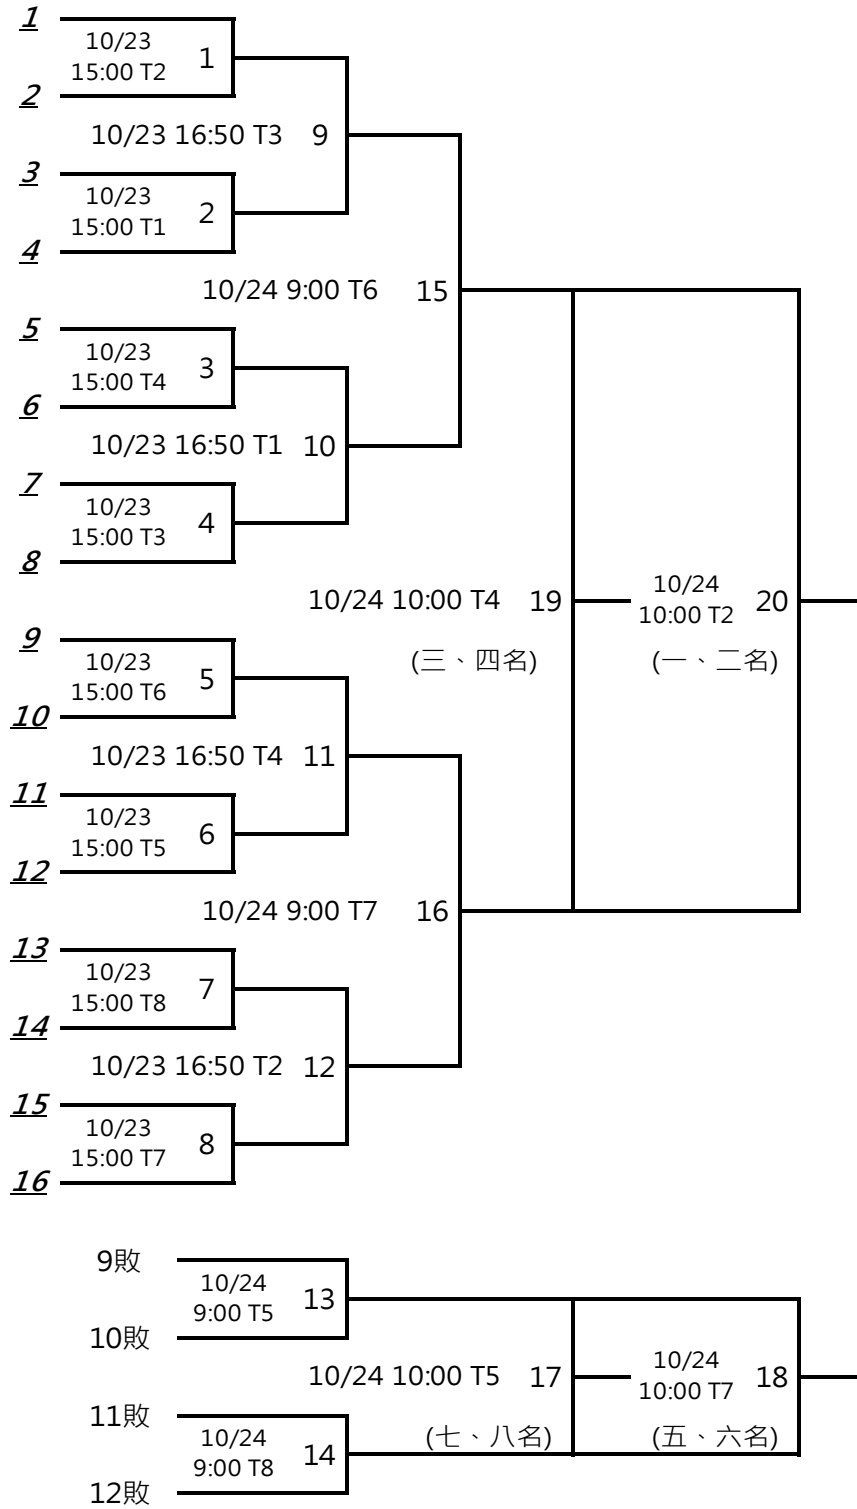 1
10/23
15:00 T2
1
2
10/23 16:50 T3 9
3
10/23
15:00 T1
2
4
10/24 9:00 T6 15
5
10/23
15:00 T4
3
6
10/23 16:50 T1 10
7
10/23
15:00 T3
4
8
10/24 10:00 T4 19
(三、四名)
10/24
10:00 T2
20
(一、二名)
9
10/23
15:00 T6
5
10
10/23 16:50 T4 11
11
10/23
15:00 T5
6
12
10/24 9:00 T7 16
13
10/23
15:00 T8
7
14
10/23 16:50 T2 12
15
10/23
15:00 T7
8
16
9敗
10/24
9:00 T5
13
10敗
10/24 10:00 T5 17
(七、八名)
10/24
10:00 T7
18
(五、六名)
11敗
10/24
9:00 T8
14
12敗